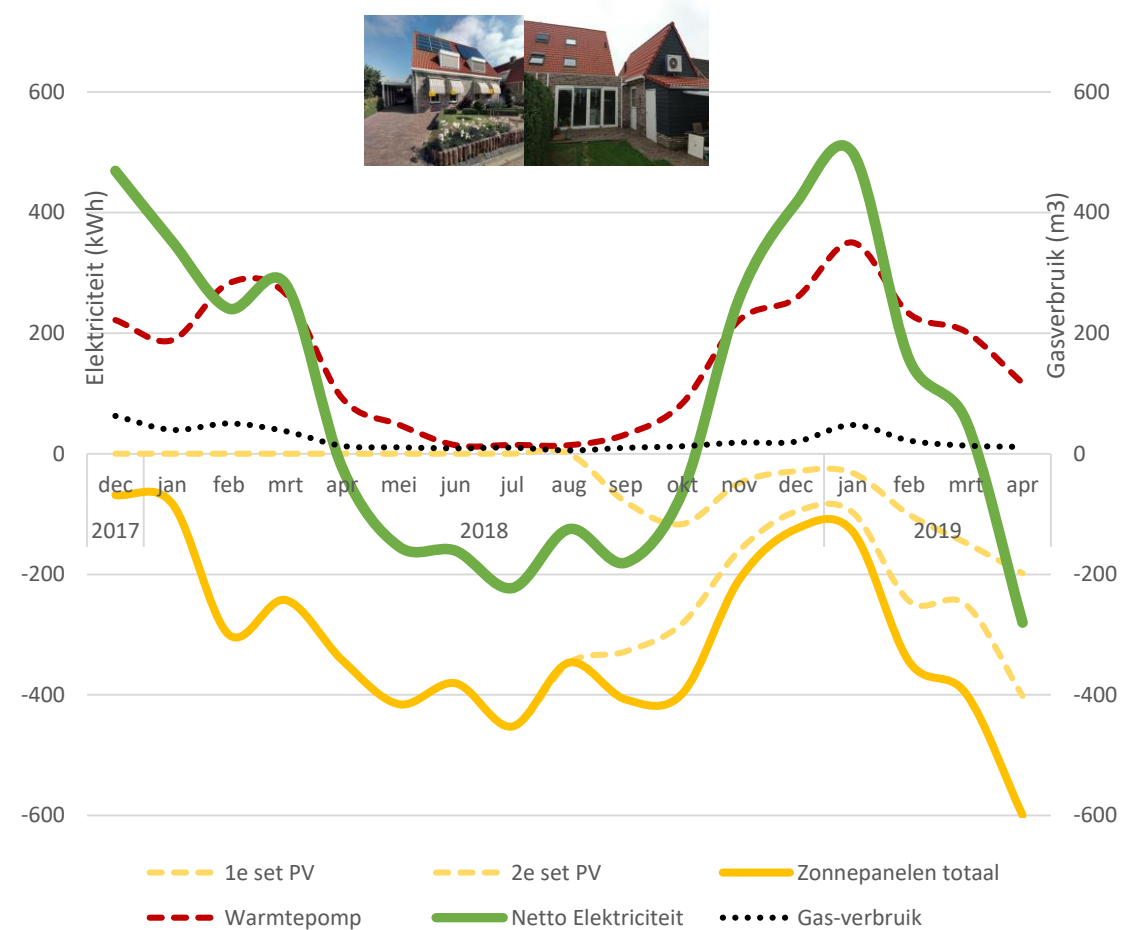 600 600
400 400
200 200
0 0
-200 -200
-400 -400
-600 -600
Elektriciteit (kWh)
Gasverbruik (m3)
dec jan feb mrt apr mei jun jul aug sep okt nov dec jan feb mrt apr
2017 2018 2019
1e set PV 2e set PV Zonnepanelen totaal
Warmtepomp Netto Elektriciteit Gas-verbruik